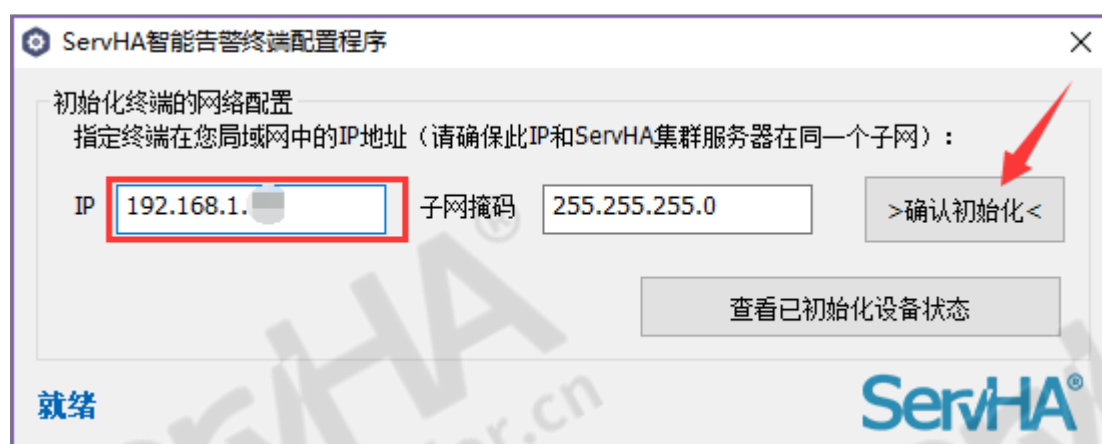 ServHA智能告警终端配置程序
初始化终端的网络配置
指定终端在您局域网中的IP地址（请确保此IP和ServHA集群服务器在同一个子网）：
IP 192.168.1. 子网掩码 255.255.255.0 >确认初始化<
查看已初始化设备状态
就绪 ServHA®